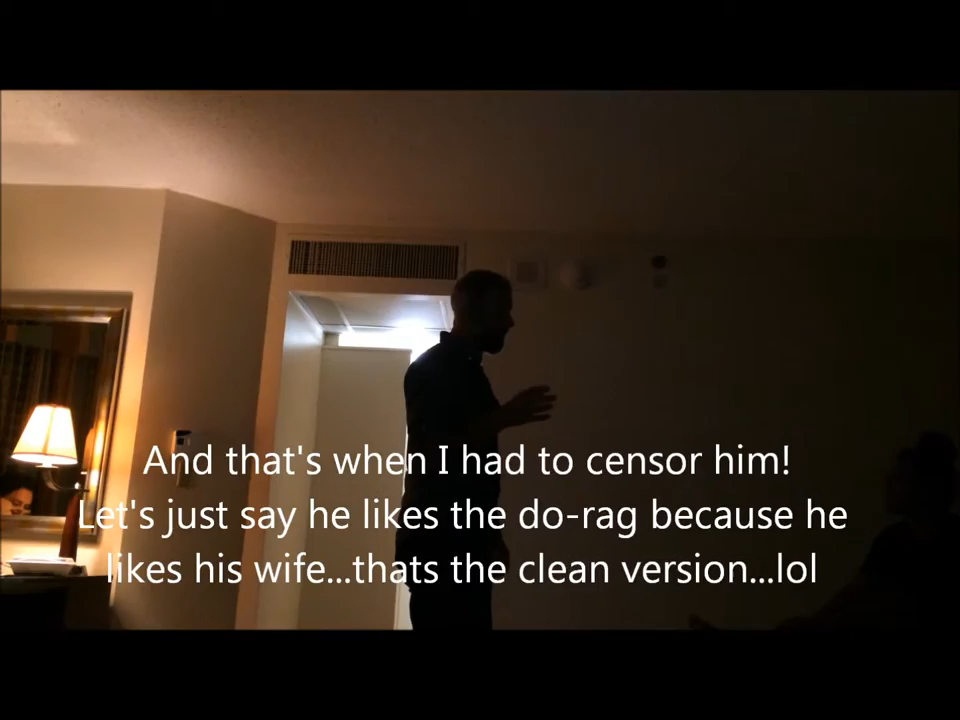 And that's when I had to censor him!
Let's just say he likes the do-rag because he
likes his wife...thats the clean version...lol